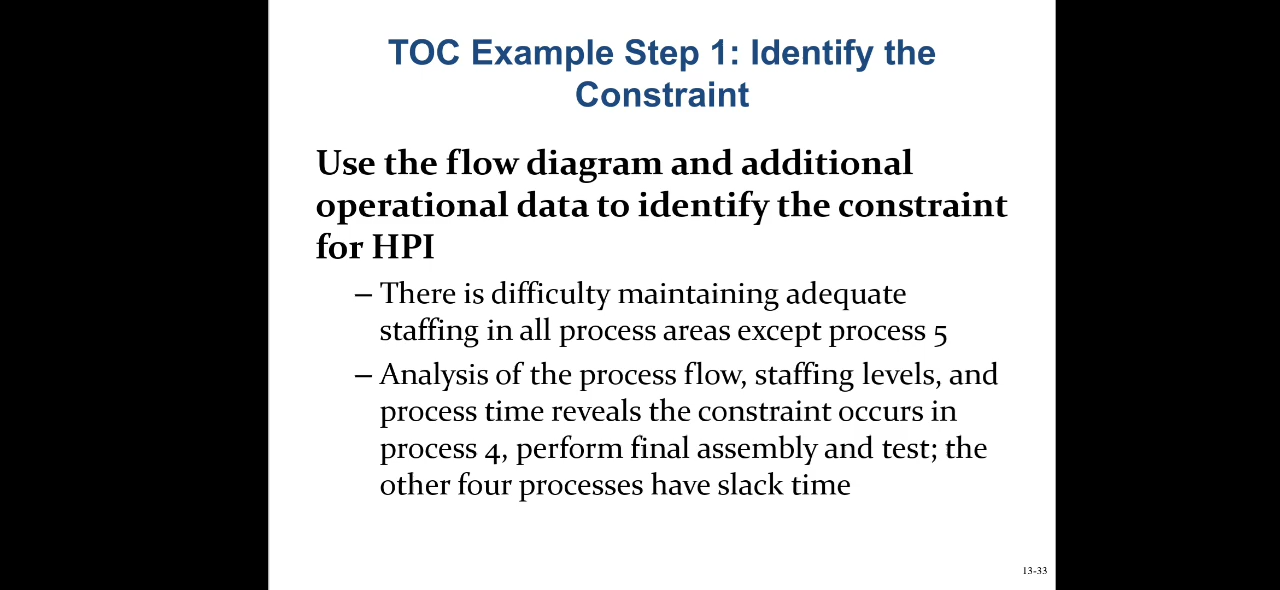 TOC Example Step 1: Identify the
Constraint
Use the flow diagram and additional
operational data to identify the constraint
for HPI
– There is difficulty maintaining adequate
staffing in all process areas except process 5
– Analysis of the process flow, staffing levels, and
process time reveals the constraint occurs in
process 4, perform final assembly and test; the
other four processes have slack time
13-33